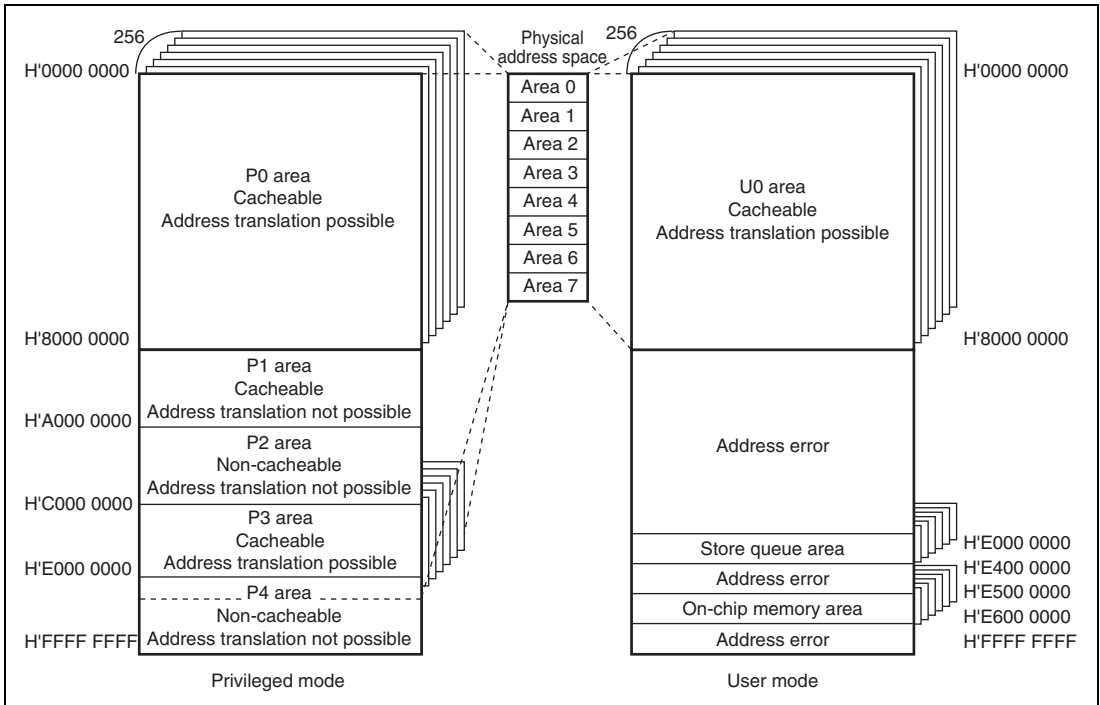 256
H'0000 0000
P0 area
Cacheable
Address translation possible
H'8000 0000
P1 area
Cacheable
Address translation not possible
H'A000 0000
P2 area
Non-cacheable
Address translation not possible
H'C000 0000
P3 area
Cacheable
Address translation not possible
H'E000 0000
P4 area
Non-cacheable
Address translation not possible
H'FFFF FFFF
Privileged mode
Physical
address space
Area 0
Area 1
Area 2
Area 3
Area 4
Area 5
Area 6
Area 7
256
H'0000 0000
U0 area
Cacheable
Address translation possible
H'8000 0000
Address error
Store queue area
H'E000 0000
Address error
H'E400 0000
On-chip memory area
H'E500 0000
H'E600 0000
Address error
H'FFFF FFFF
User mode